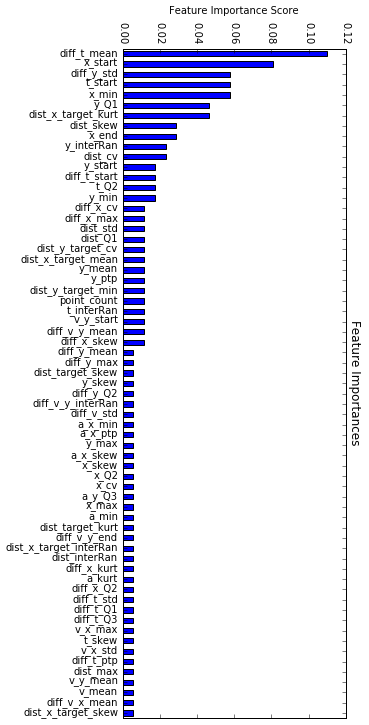 Feature Importance Score
0.00 0.02 0.04 0.06 0.08 0.10 0.12
diff_t_mean
x_start
diff_y_std
t_start
x_min
y_Q1
dist_x_target_kurt
dist_skew
x_end
y_interRan
dist_cv
y_start
diff_t_start
t_Q2
y_min
diff_x_cv
diff_x_max
dist_std
dist_Q1
dist_y_target_cv
dist_x_target_mean
y_mean
y_ptp
dist_y_target_min
point_count
t_interRan
v_y_start
diff_v_y_mean
diff_x_skew
diff_y_mean
diff_y_max
dist_target_skew
y_skew
diff_y_Q2
diff_v_y_interRan
diff_v_std
a_x_min
a_x_ptp
y_max
a_x_skew
x_skew
x_Q2
x_cv
a_y_Q3
x_max
a_min
dist_target_kurt
diff_v_y_end
dist_x_target_interRan
dist_interRan
diff_x_kurt
a_kurt
diff_x_Q2
diff_t_std
diff_t_Q1
diff_t_Q3
v_x_max
t_skew
v_x_std
diff_t_ptp
dist_max
v_y_mean
v_mean
diff_v_x_mean
dist_x_target_skew
Feature Importances